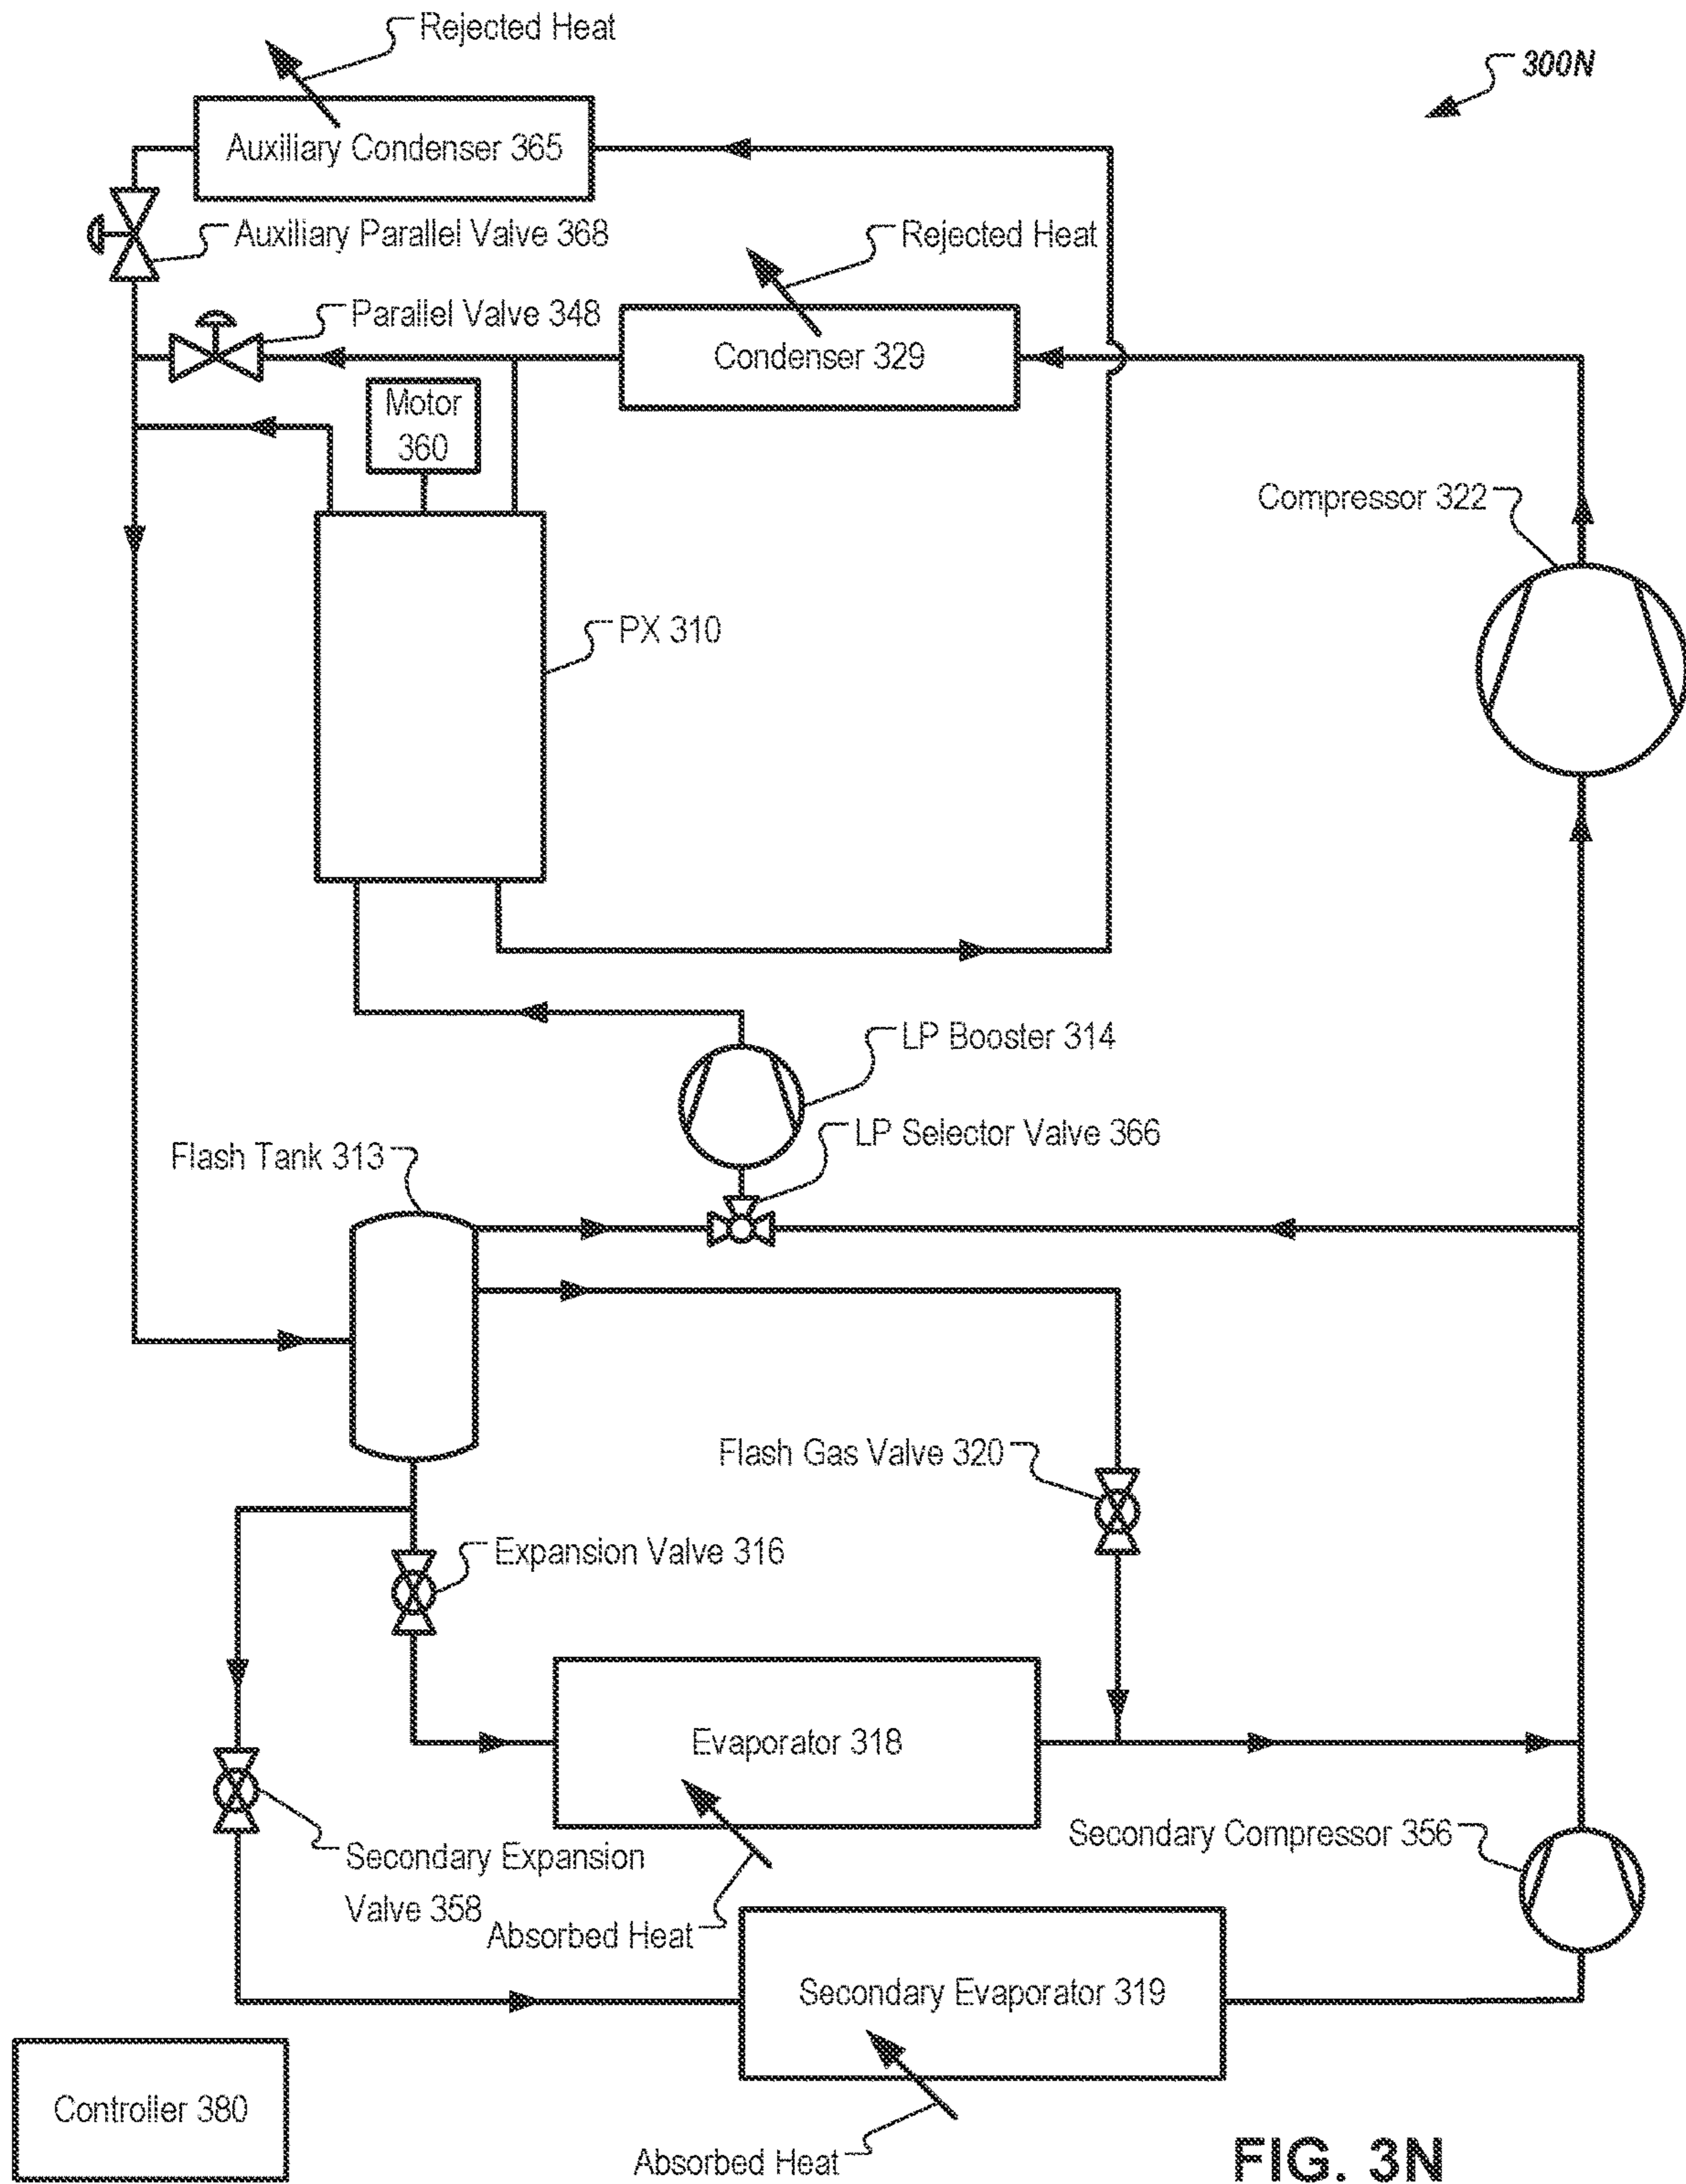 Rejected Heat
300N
Auxiliary Condenser 365
Auxiliary Parallel Valve 368
Rejected Heat
Parallel Valve 348
Condenser 329
Motor
360
Compressor 322
PX 310
LP Booster 314
LP Selector Valve 366
Flash Tank 313
Flash Gas Valve 320
Expansion Valve 316
Evaporator 318
Secondary Compressor 356
Secondary Expansion
Valve 358
Absorbed Heat
Secondary Evaporator 319
Controller 380
Absorbed Heat
FIG. 3N